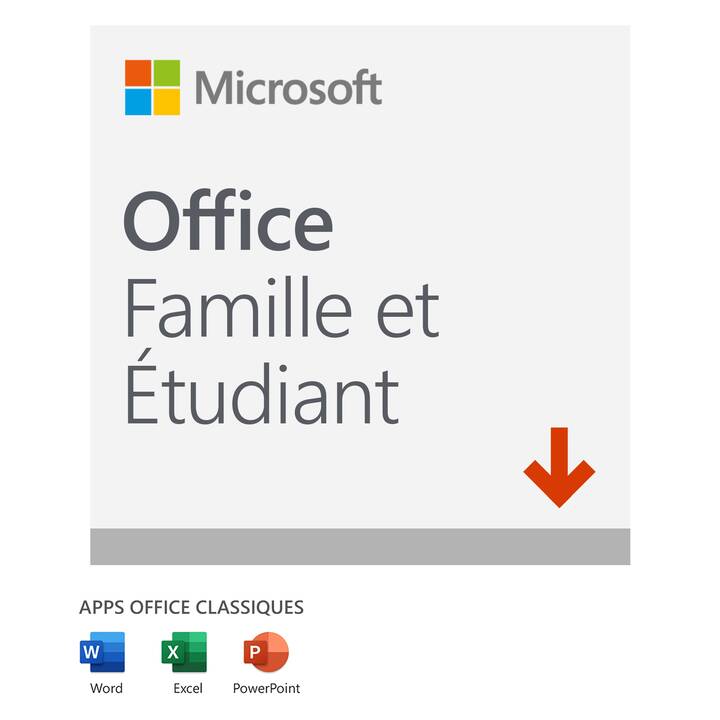 Microsoft
Office
Famille et
Étudiant
APPS OFFICE CLASSIQUES
W X P
Word Excel PowerPoint